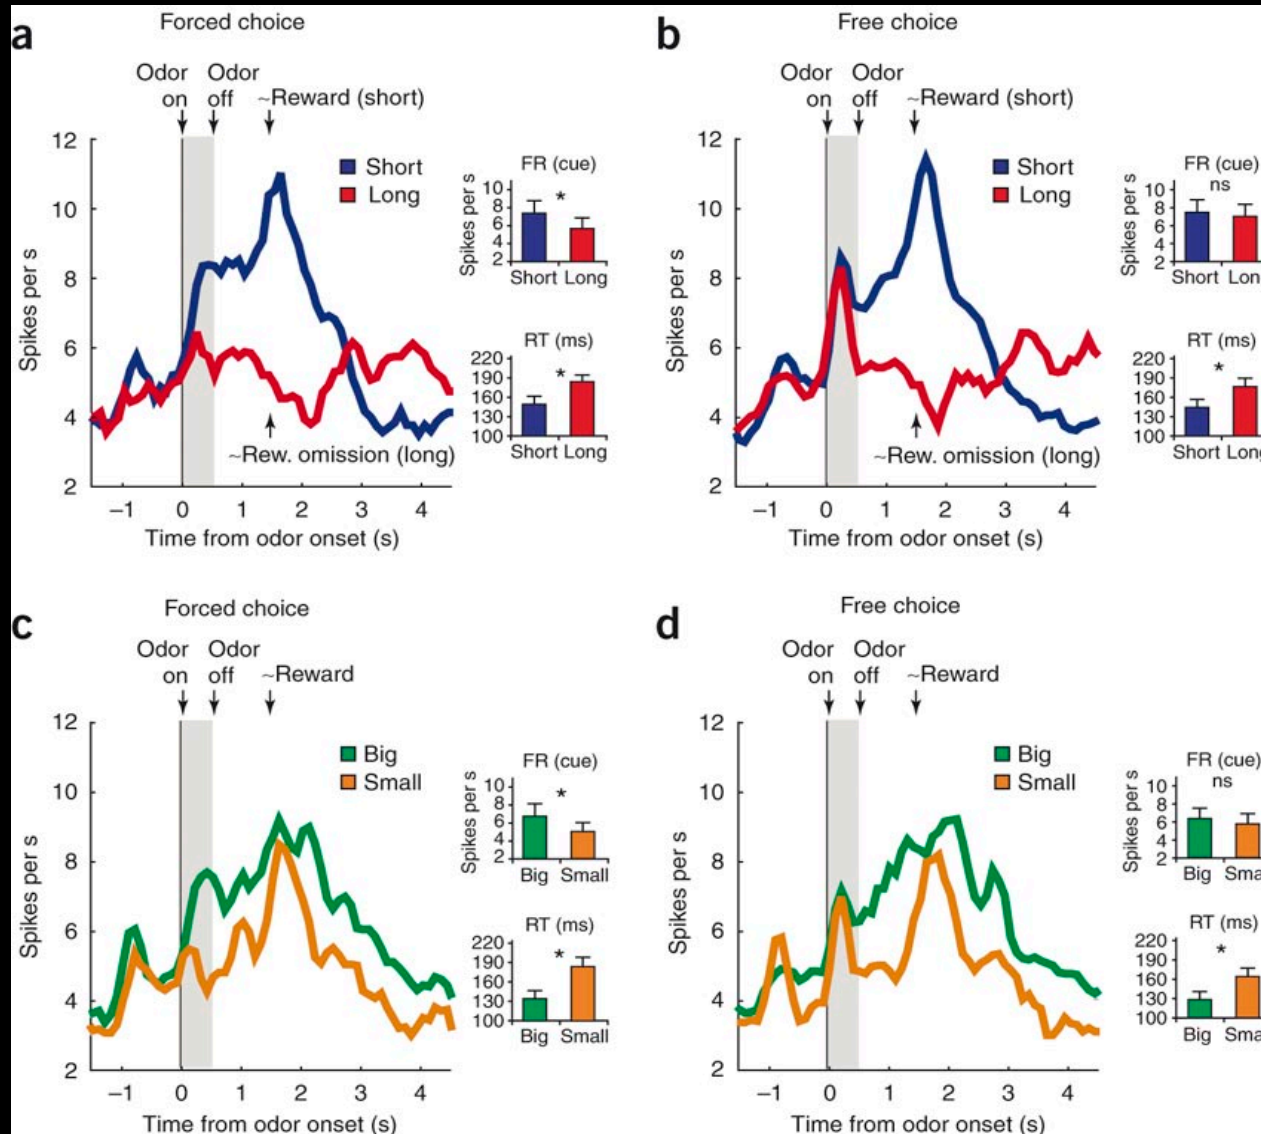 a
Forced choice
Odor on
Odor off
~Reward (short)
12
10
8
6
4
2
Spikes per s
Short
Long
~Rew. omission (long)
–1 0 1 2 3 4
Time from odor onset (s)
FR (cue)
*
Spikes per s
10
8
6
4
2
Short Long
RT (ms)
*
220
190
160
130
100
Short Long
b
Free choice
Odor on
Odor off
~Reward (short)
12
10
8
6
4
2
Spikes per s
Short
Long
~Rew. omission (long)
–1 0 1 2 3 4
Time from odor onset (s)
FR (cue)
ns
Spikes per s
10
8
6
4
2
Short Lon
RT (ms)
*
220
190
160
130
100
Short Long
c
Forced choice
Odor on
Odor off
~Reward
12
10
8
6
4
2
Spikes per s
Big
Small
–1 0 1 2 3 4
Time from odor onset (s)
FR (cue)
*
Spikes per s
10
8
6
4
2
Big Small
RT (ms)
*
220
190
160
130
100
Big Small
d
Free choice
Odor on
Odor off
~Reward
12
10
8
6
4
2
Spikes per s
Big
Small
–1 0 1 2 3 4
Time from odor onset (s)
FR (cue)
ns
Spikes per s
10
8
6
4
2
Big Smal
RT (ms)
*
220
190
160
130
100
Big Smal